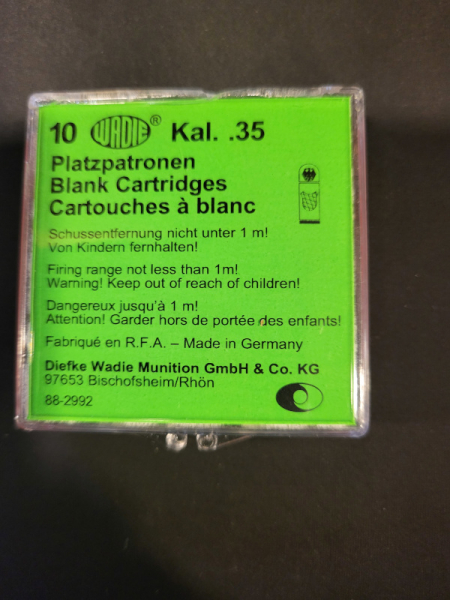 10 WADIE® Kal. .35
Platzpatronen
Blank Cartridges
Cartouches à blanc
Schussentfernung nicht unter 1 m!
Von Kindern fernhalten!
Firing range not less than 1m!
Warning! Keep out of reach of children!
Dangereux jusqu'à 1 m!
Attention! Garder hors de portée des enfants!
Fabriqué en R.F.A. – Made in Germany
Diefke Wadie Munition GmbH & Co. KG
97653 Bischofsheim/Rhön
88-2992